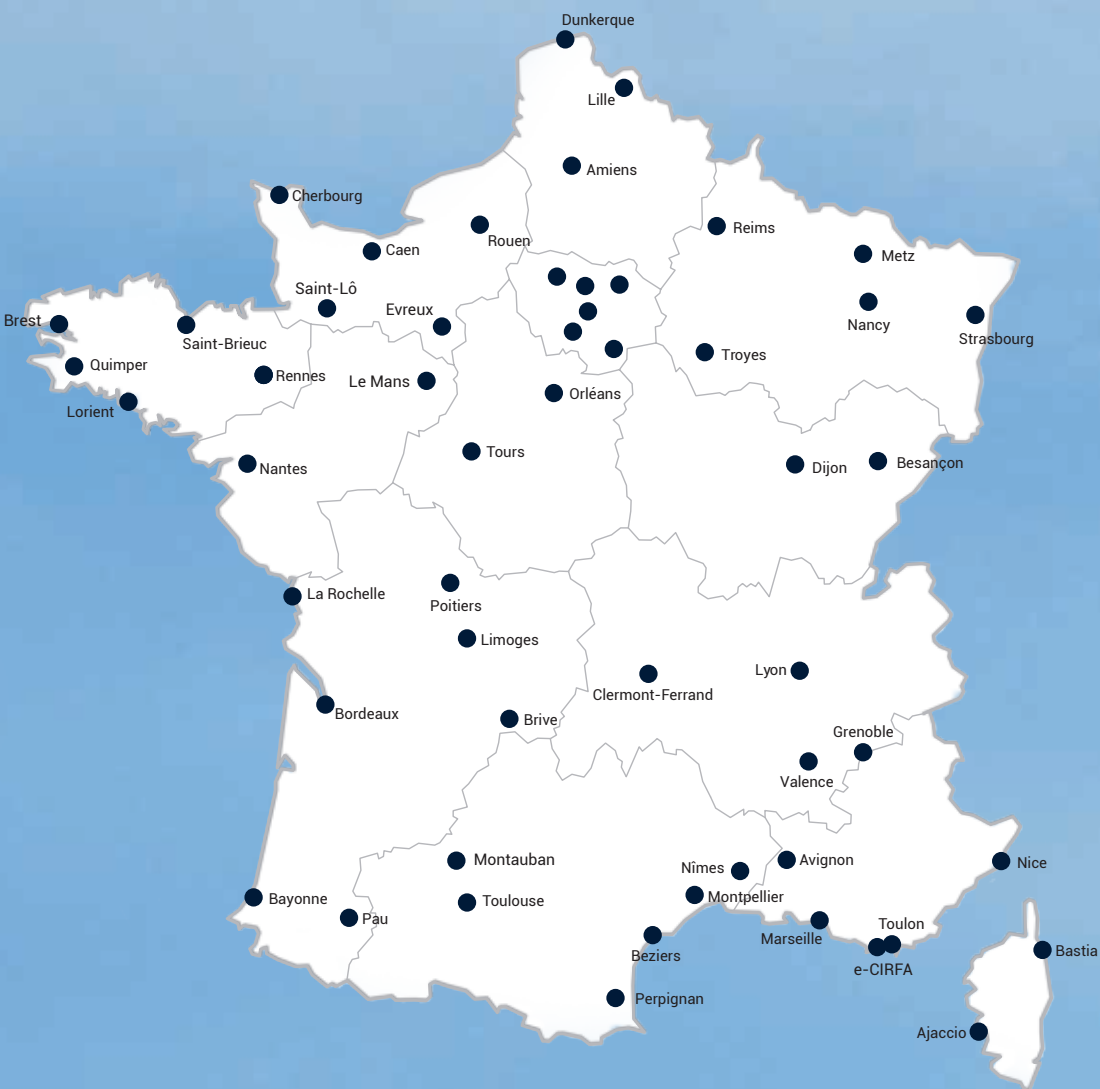 Dunkerque
Lille
Amiens
Cherbourg
Reims
Rouen
Caen
Metz
Saint-Lô
Evreux
Nancy
Brest
Saint-Brieuc
Strasbourg
Troyes
Quimper
Rennes
Le Mans
Orléans
Lorient
Tours
Nantes
Dijon
Besançon
La Rochelle
Poitiers
Limoges
Lyon
Clermont-Ferrand
Bordeaux
Brive
Grenoble
Valence
Montauban
Avignon
Nice
Nîmes
Bayonne
Toulouse
Montpellier
Pau
Toulon
Marseille
Beziers
Bastia
e-CIRFA
Perpignan
Ajaccio